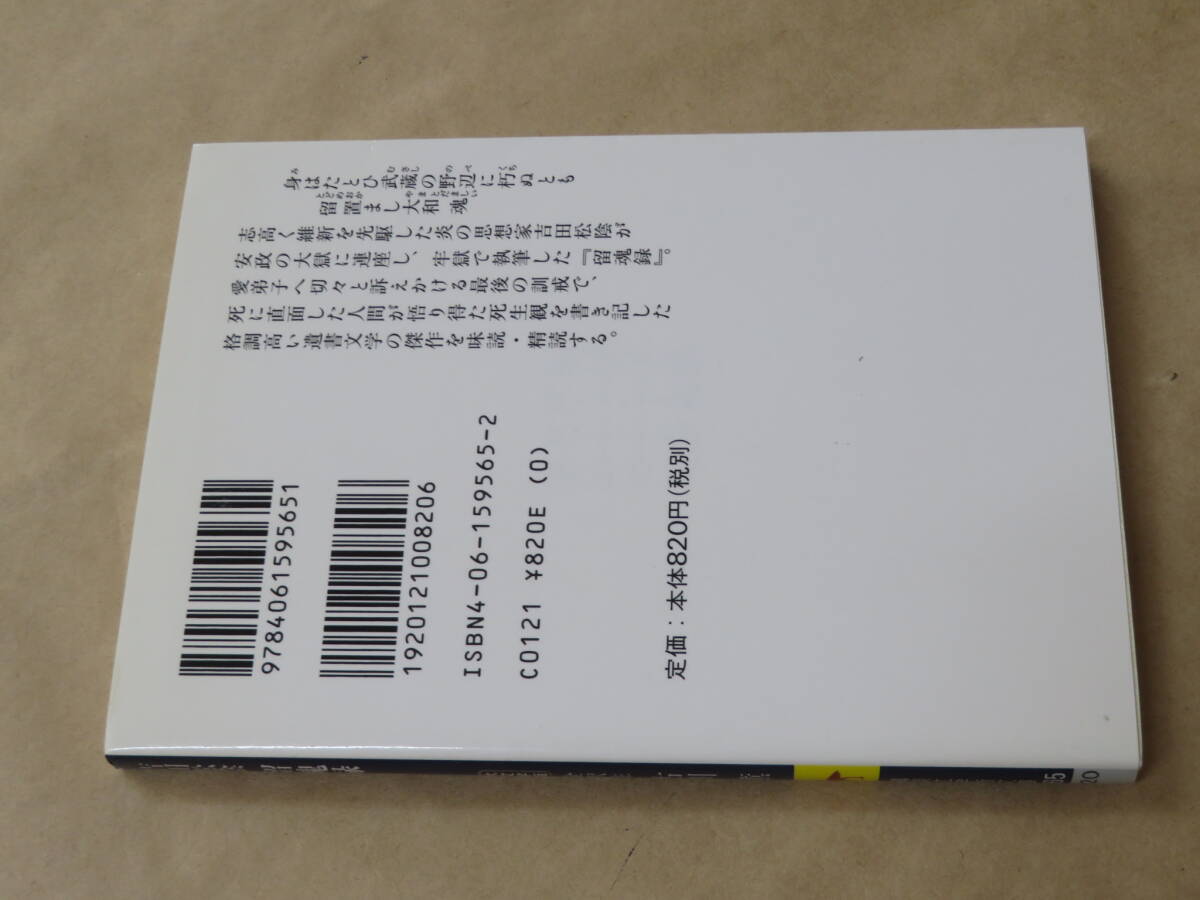 身はたとひ武蔵の野辺に朽ぬとも
留置まし大和魂
志高く維新を先駆した炎の思想家吉田松陰が
安政の大獄に連座し、牢獄で執筆した『留魂録』。
愛弟子へ切々と訴えかける最後の訓戒で、
死に直面した人間が悟り得た死生観を書き記した
格調高い遺書文学の傑作を味読・精読する。
9784061595651
1920121008206
ISBN4-06-159565-2
C0121 ¥820E (0)
定価：本体820円(税別)